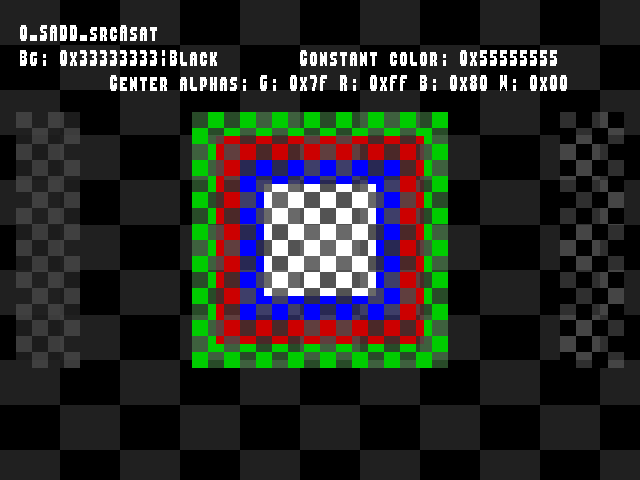 0_SADD_srcAsat
Bg: 0x33333333¦Black Constant color: 0x55555555
Center alphas: G: 0x7f R: 0xff B: 0x80 W: 0x00